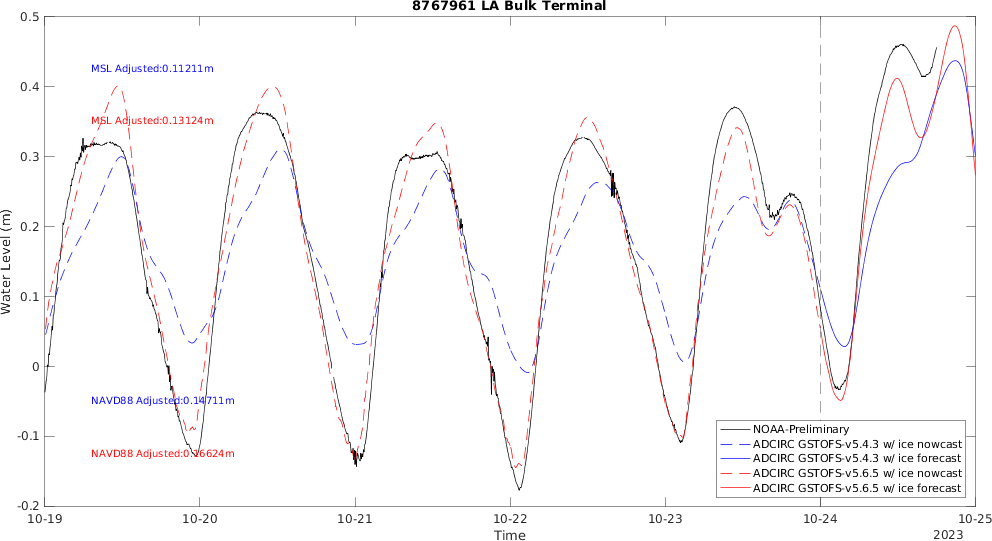 8767961 LA Bulk Terminal
0.5
0.4
0.3
0.2
0.1
0
-0.1
-0.2
Water Level (m)
MSL Adjusted:0.11211m
MSL Adjusted:0.13124m
NAVD88 Adjusted:0.14711m
NAVD88 Adjusted:0.16624m
NOAA-Preliminary
ADCIRC GSTOFS-v5.4.3 w/ ice nowcast
ADCIRC GSTOFS-v5.4.3 w/ ice forecast
ADCIRC GSTOFS-v5.6.5 w/ ice nowcast
ADCIRC GSTOFS-v5.6.5 w/ ice forecast
10-19 10-20 10-21 10-22 10-23 10-24 10-25
Time
2023